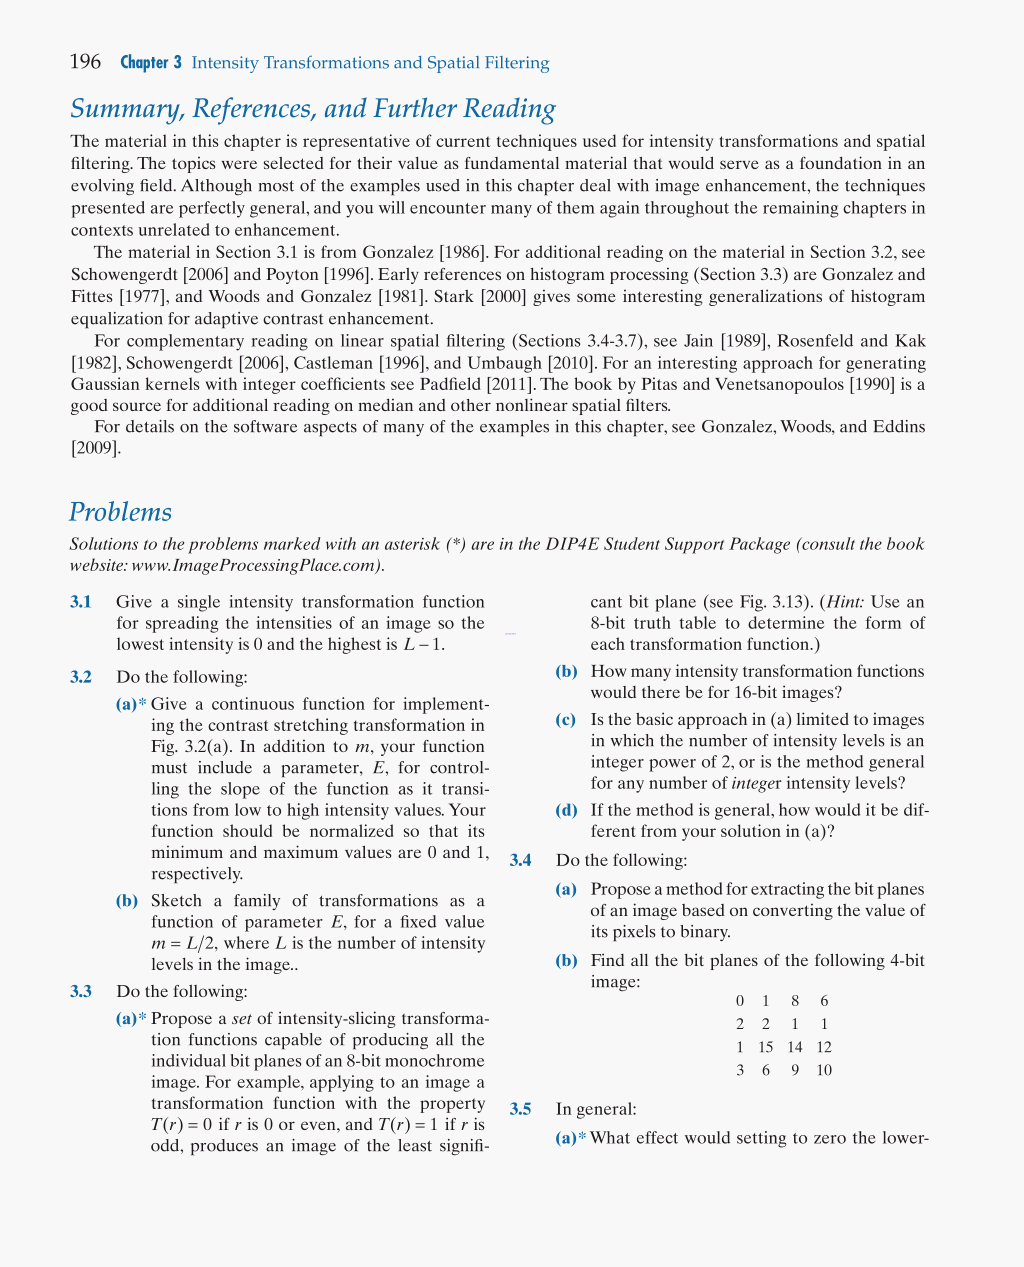 196 Chapter 3 Intensity Transformations and Spatial Filtering
Summary, References, and Further Reading
The material in this chapter is representative of current techniques used for intensity transformations and spatial
filtering. The topics were selected for their value as fundamental material that would serve as a foundation in an
evolving field. Although most of the examples used in this chapter deal with image enhancement, the techniques
presented are perfectly general, and you will encounter many of them again throughout the remaining chapters in
contexts unrelated to enhancement.
The material in Section 3.1 is from Gonzalez [1986]. For additional reading on the material in Section 3.2, see
Schowengerdt [2006] and Poyton [1996]. Early references on histogram processing (Section 3.3) are Gonzalez and
Fittes [1977], and Woods and Gonzalez [1981]. Stark [2000] gives some interesting generalizations of histogram
equalization for adaptive contrast enhancement.
For complementary reading on linear spatial filtering (Sections 3.4-3.7), see Jain [1989], Rosenfeld and Kak
[1982], Schowengerdt [2006], Castleman [1996], and Umbaugh [2010]. For an interesting approach for generating
Gaussian kernels with integer coefficients see Padfield [2011]. The book by Pitas and Venetsanopoulos [1990] is a
good source for additional reading on median and other nonlinear spatial filters.
For details on the software aspects of many of the examples in this chapter, see Gonzalez, Woods, and Eddins
[2009].
Problems
Solutions to the problems marked with an asterisk (*) are in the DIP4E Student Support Package (consult the book
website: www.ImageProcessingPlace.com).
3.1 Give a single intensity transformation function
for spreading the intensities of an image so the
lowest intensity is 0 and the highest is L – 1.
3.2 Do the following:
(a)* Give a continuous function for implement-
ing the contrast stretching transformation in
Fig. 3.2(a). In addition to m, your function
must include a parameter, E, for control-
ling the slope of the function as it transi-
tions from low to high intensity values. Your
function should be normalized so that its
minimum and maximum values are 0 and 1,
respectively.
(b) Sketch a family of transformations as a
function of parameter E, for a fixed value
m = L/2, where L is the number of intensity
levels in the image..
3.3 Do the following:
(a)* Propose a set of intensity-slicing transforma-
tion functions capable of producing all the
individual bit planes of an 8-bit monochrome
image. For example, applying to an image a
transformation function with the property
T(r) = 0 if r is 0 or even, and T(r) = 1 if r is
odd, produces an image of the least signifi-
cant bit plane (see Fig. 3.13). (Hint: Use an
8-bit truth table to determine the form of
each transformation function.)
(b) How many intensity transformation functions
would there be for 16-bit images?
(c) Is the basic approach in (a) limited to images
in which the number of intensity levels is an
integer power of 2, or is the method general
for any number of integer intensity levels?
(d) If the method is general, how would it be dif-
ferent from your solution in (a)?
3.4 Do the following:
(a) Propose a method for extracting the bit planes
of an image based on converting the value of
its pixels to binary.
(b) Find all the bit planes of the following 4-bit
image:
0 1 8 6
2 2 1 1
1 15 14 12
3 6 9 10
3.5 In general:
(a)* What effect would setting to zero the lower-